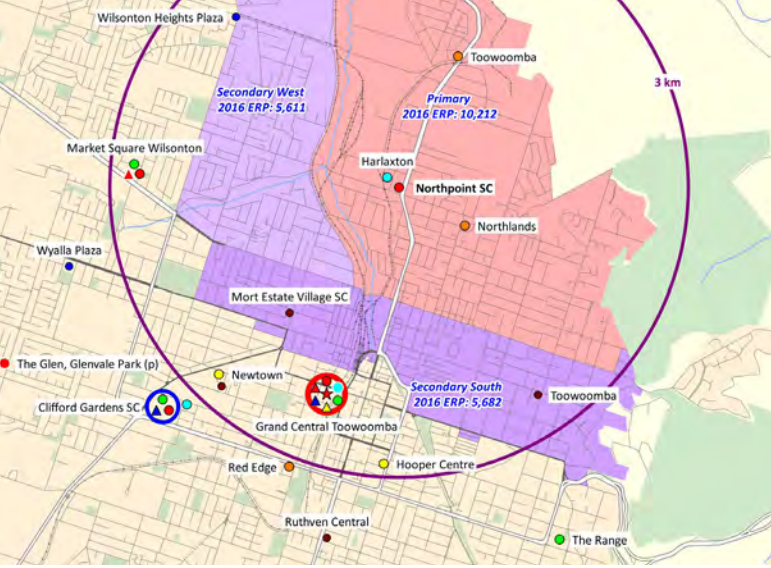 Wilsonton Heights Plaza
Toowoomba
3 km
Secondary West
2016 ERP: 5,611
Primary
2016 ERP: 10,212
Market Square Wilsonton
Harlaxton
Northpoint SC
Northlands
Wyalla Plaza
Mort Estate Village SC
The Glen, Glenvale Park (p)
Newtown
Secondary South
2016 ERP: 5,682
Toowoomba
Clifford Gardens SC
Grand Central Toowoomba
Red Edge
Hooper Centre
Ruthven Central
The Range